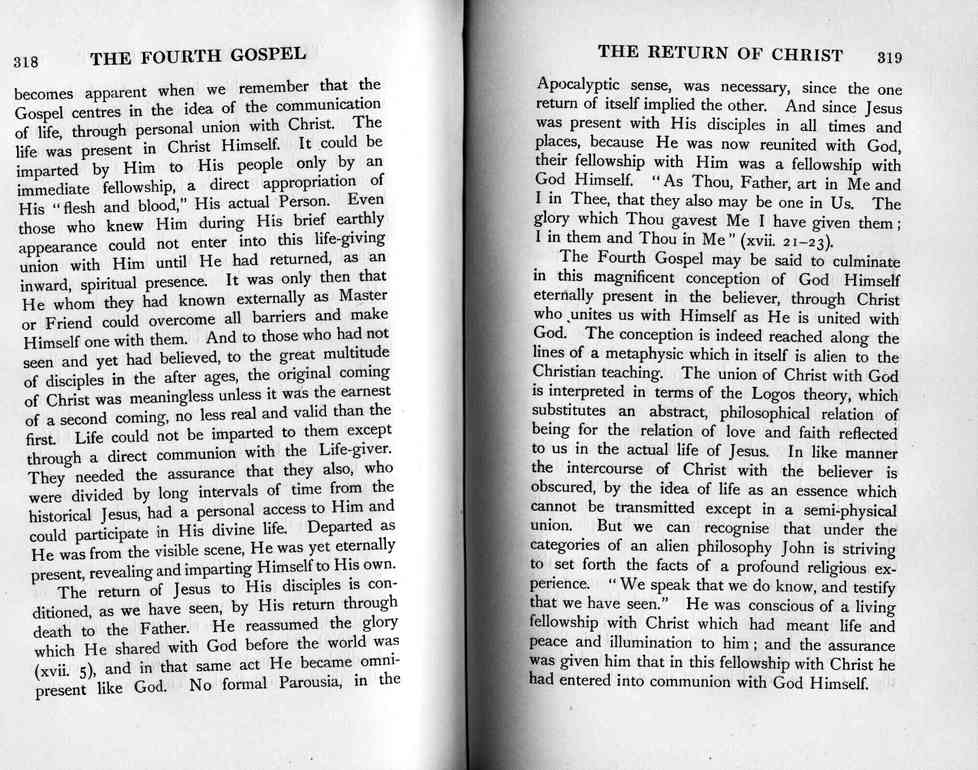 318 THE FOURTH GOSPEL
becomes apparent when we remember that the
Gospel centres in the idea of the communication
of life, through personal union with Christ. The
life was present in Christ Himself. It could be
imparted by Him to His people only by an
immediate fellowship, a direct appropriation of
His "flesh and blood," His actual Person. Even
those who knew Him during His brief earthly
appearance could not enter into this life-giving
union with Him until He had returned, as an
inward, spiritual presence. It was only then that
He whom they had known externally as Master
or Friend could overcome all barriers and make
Himself one with them. And to those who had not
seen and yet had believed, to the great multitude
of disciples in the after ages, the original coming
of Christ was meaningless unless it was the earnest
of a second coming, no less real and valid than the
first. Life could not be imparted to them except
through a direct communion with the Life-giver.
They needed the assurance that they also, who
were divided by long intervals of time from the
historical Jesus, had a personal access to Him and
could participate in His divine life. Departed as
He was from the visible scene, He was yet eternally
present, revealing and imparting Himself to His own.
The return of Jesus to His disciples is con-
ditioned, as we have seen, by His return through
death to the Father. He reassumed the glory
which He shared with God before the world was
(xvii. 5), and in that same act He became omni-
present like God. No formal Parousia, in the
THE RETURN OF CHRIST 319
Apocalyptic sense, was necessary, since the one
return of itself implied the other. And since Jesus
was present with His disciples in all times and
places, because He was now reunited with God,
their fellowship with Him was a fellowship with
God Himself. "As Thou, Father, art in Me and
I in Thee, that they also may be one in Us. The
glory which Thou gavest Me I have given them;
I in them and Thou in Me" (xvii. 21-23).
The Fourth Gospel may be said to culminate
in this magnificent conception of God Himself
eternally present in the believer, through Christ
who unites us with Himself as He is united with
God. The conception is indeed reached along the
lines of a metaphysic which in itself is alien to the
Christian teaching. The union of Christ with God
is interpreted in terms of the Logos theory, which
substitutes an abstract, philosophical relation of
being for the relation of love and faith reflected
to us in the actual life of Jesus. In like manner
the intercourse of Christ with the believer is
obscured, by the idea of life as an essence which
cannot be transmitted except in a semi-physical
union. But we can recognise that under the
categories of an alien philosophy John is striving
to set forth the facts of a profound religious ex-
perience. "We speak that we do know, and testify
that we have seen." He was conscious of a living
fellowship with Christ which had meant life and
peace and illumination to him; and the assurance
was given him that in this fellowship with Christ he
had entered into communion with God Himself.